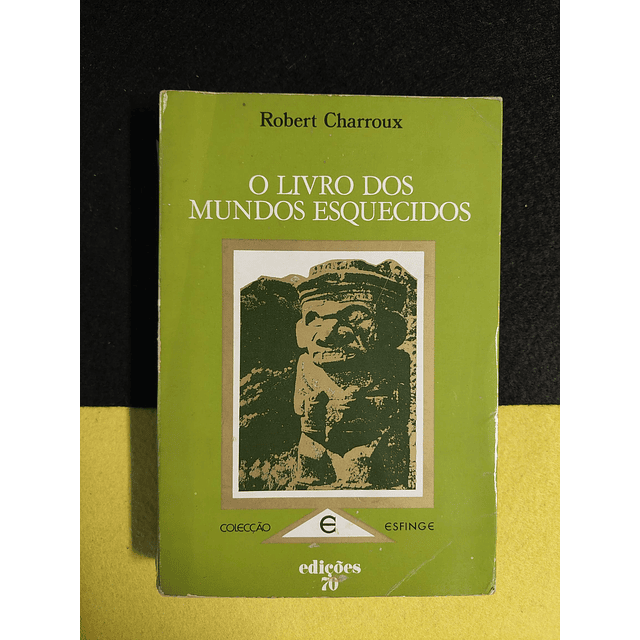 Robert Charroux
O LIVRO DOS
MUNDOS ESQUECIDOS
COLECÇÃO E ESFINGE
edições
70